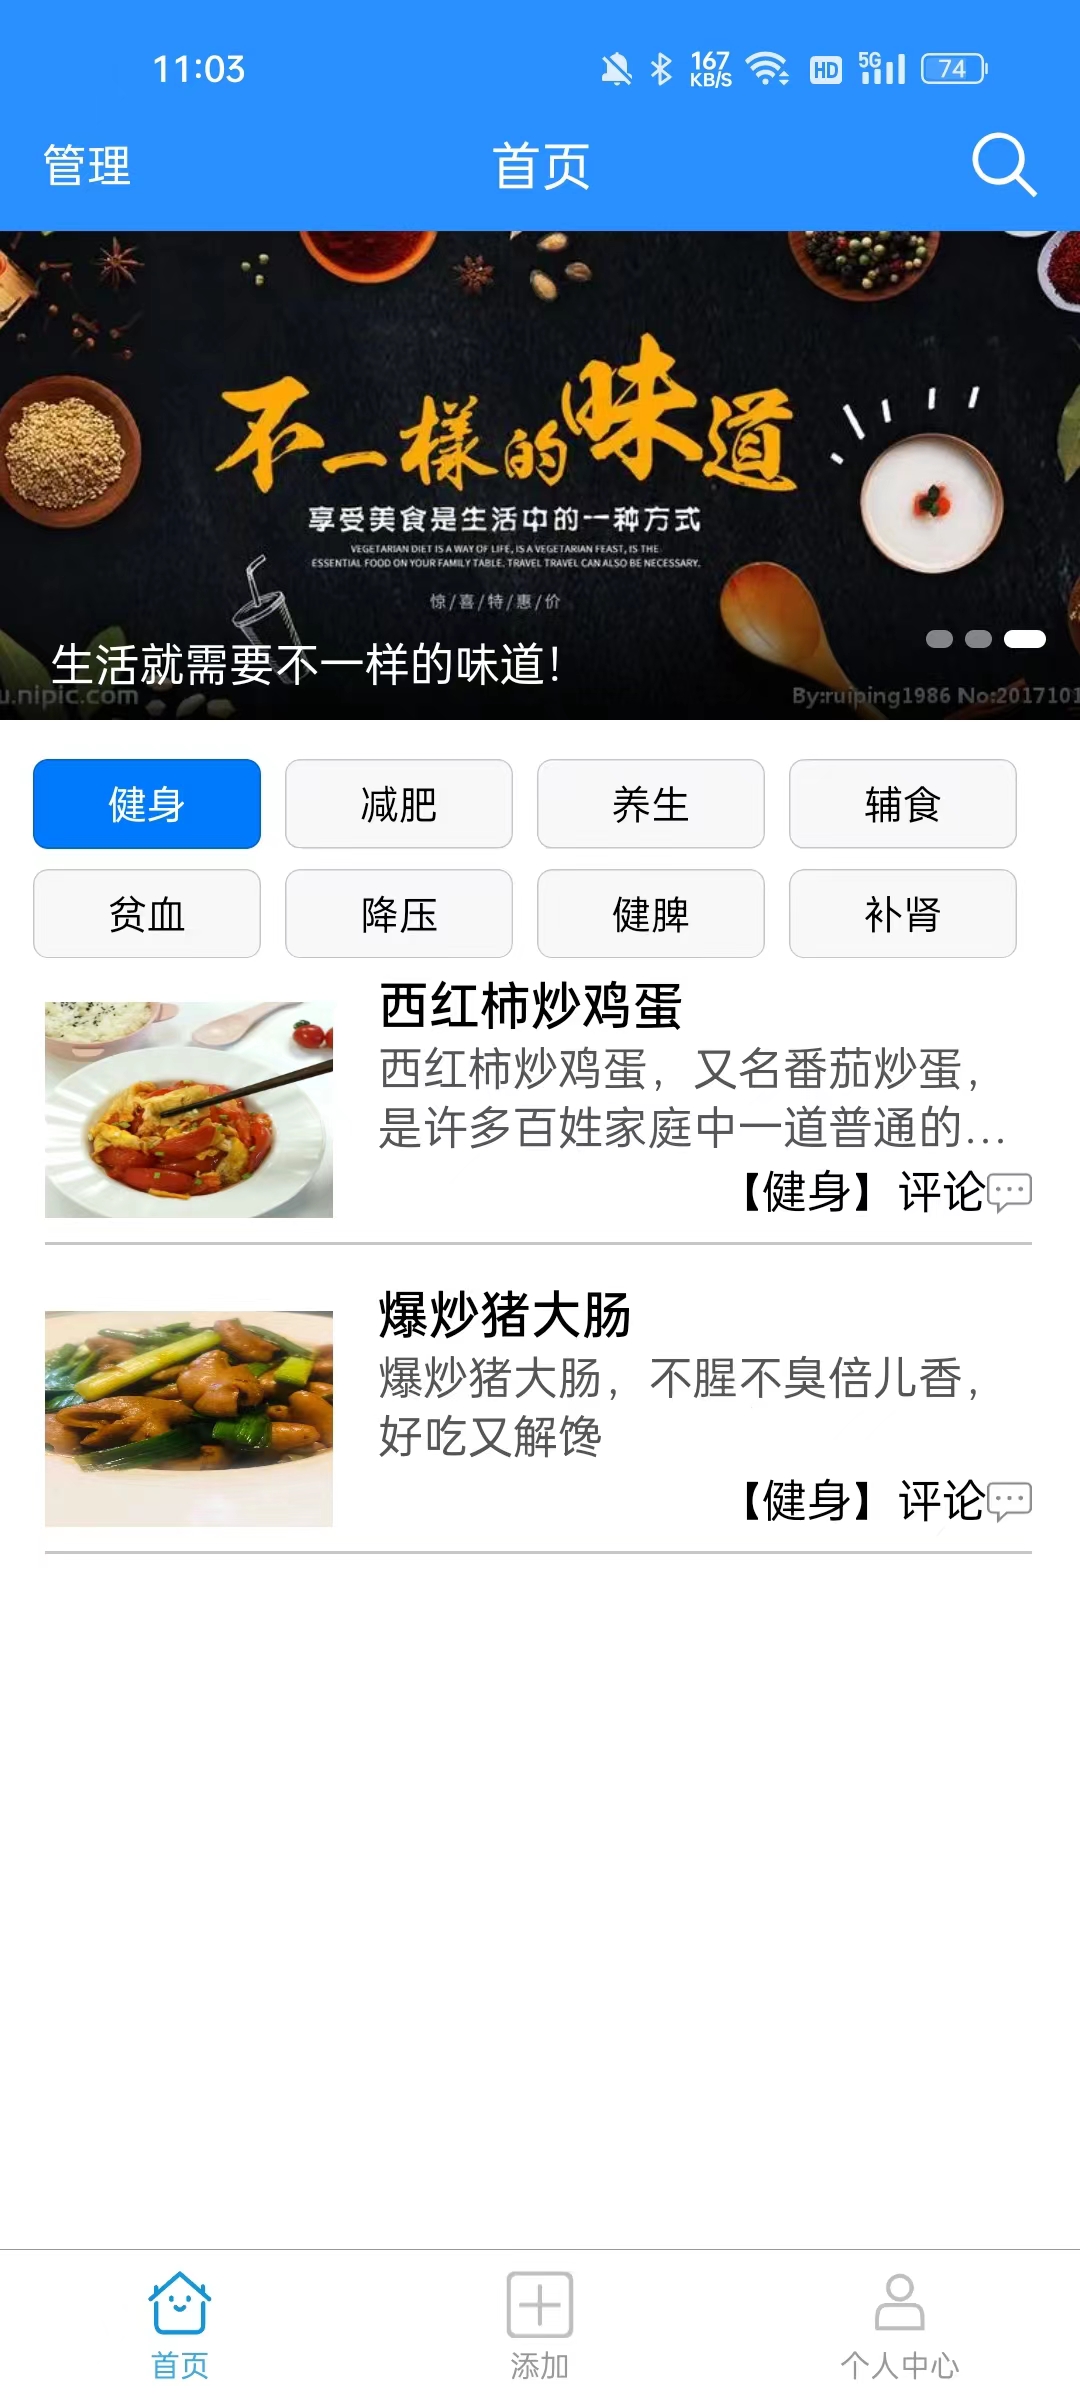 11:03
167
KB/S
HD
5G
74
管理
首页
不一樣的味道
享受美食是生活中的一种方式
VEGETARIAN DIET IS A WAY OF LIFE, IS A VEGETARIAN FEAST, IS THE
ESSENTIAL FOOD ON YOUR FAMILY TABLE. TRAVEL TRAVEL CAN ALSO BE NECESSARY.
惊/喜/特/惠/价
生活就需要不一样的味道！
u.nipic.com
By:ruiping1986 No:2017101
健身
减肥
养生
辅食
贫血
降压
健脾
补肾
西红柿炒鸡蛋
西红柿炒鸡蛋，又名番茄炒蛋，
是许多百姓家庭中一道普通的...
【健身】评论
爆炒猪大肠
爆炒猪大肠，不腥不臭倍儿香，
好吃又解馋
【健身】评论
首页
添加
个人中心